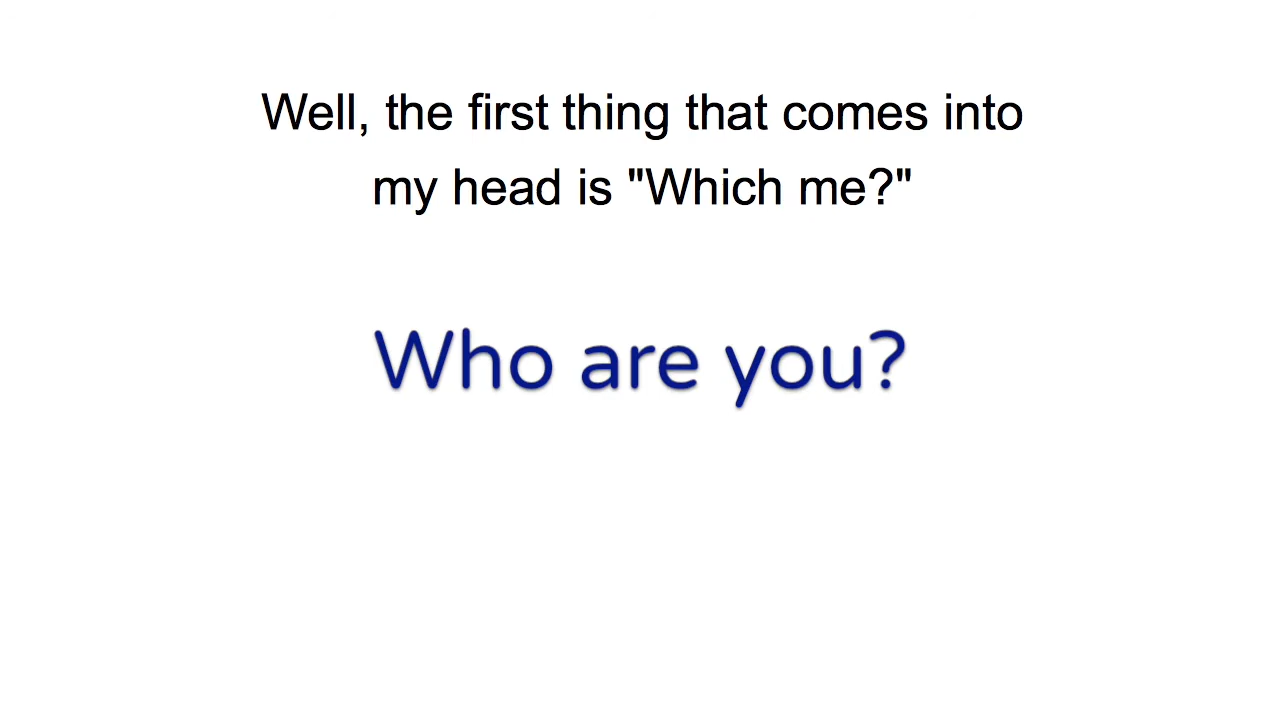 Well, the first thing that comes into
my head is "Which me?"
Who are you?